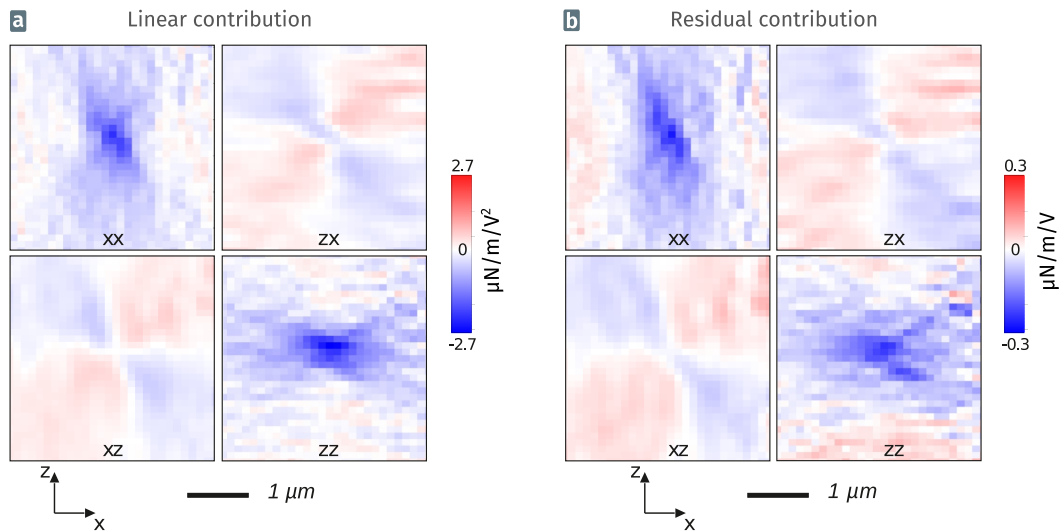 a Linear contribution
xx
zx
xz
zz
2.7
0
-2.7
µN/m/V²
z
x
1 µm
b Residual contribution
xx
zx
xz
zz
0.3
0
-0.3
µN/m/V
z
x
1 µm